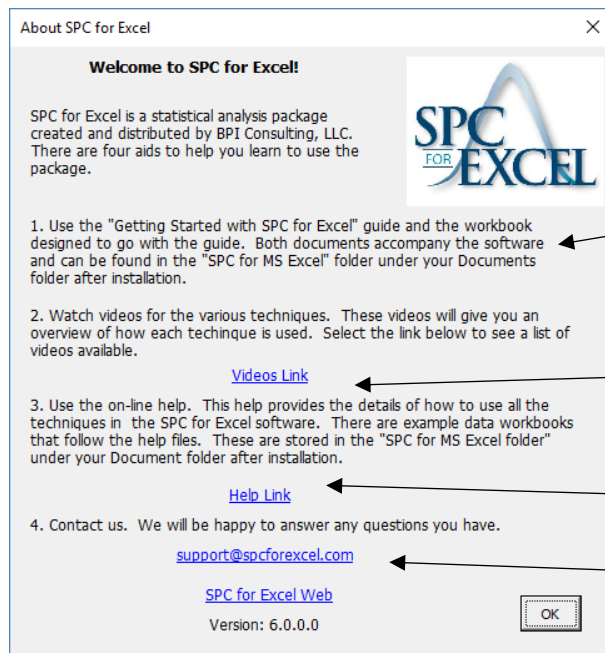 About SPC for Excel
Welcome to SPC for Excel!
SPC for Excel is a statistical analysis package
created and distributed by BPI Consulting, LLC.
There are four aids to help you learn to use the
package.
SPC
FOR
EXCEL
1. Use the "Getting Started with SPC for Excel" guide and the workbook
designed to go with the guide.  Both documents accompany the software
and can be found in the "SPC for MS Excel" folder under your Documents
folder after installation.
2. Watch videos for the various techniques.  These videos will give you an
overview of how each techinque is used.  Select the link below to see a list of
videos available.
Videos Link
3. Use the on-line help.  This help provides the details of how to use all the
techniques in  the SPC for Excel software.  There are example data workbooks
that follow the help files.  These are stored in the "SPC for MS Excel folder"
under your Document folder after installation.
Help Link
4. Contact us.  We will be happy to answer any questions you have.
support@spcforexcel.com
SPC for Excel Web
Version: 6.0.0.0
OK